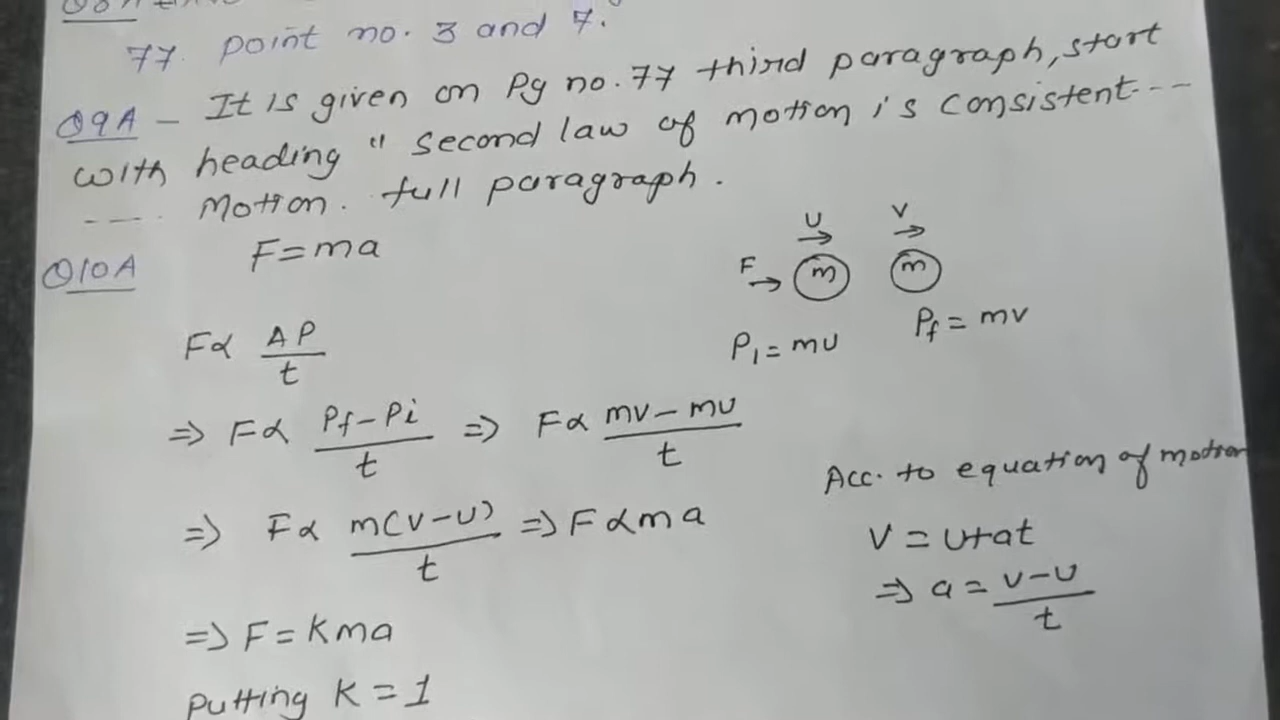 77. Point no. 3 and 7.
Q9A – It is given on Pg no. 77 third paragraph, start
with heading " second law of motion is consistent ---
---- Motion. full paragraph.
Q10A F=ma
U V
F m m
P1 = mu Pf = mv
F∝ ΔP/t
⇒ F∝ (Pf-Pi)/t ⇒ F∝ (mv-mu)/t
Acc. to equation of motion
⇒ F∝ m(v-u)/t ⇒ F∝ma
V = u+at
⇒ a = (v-u)/t
⇒ F = Kma
Putting K = 1